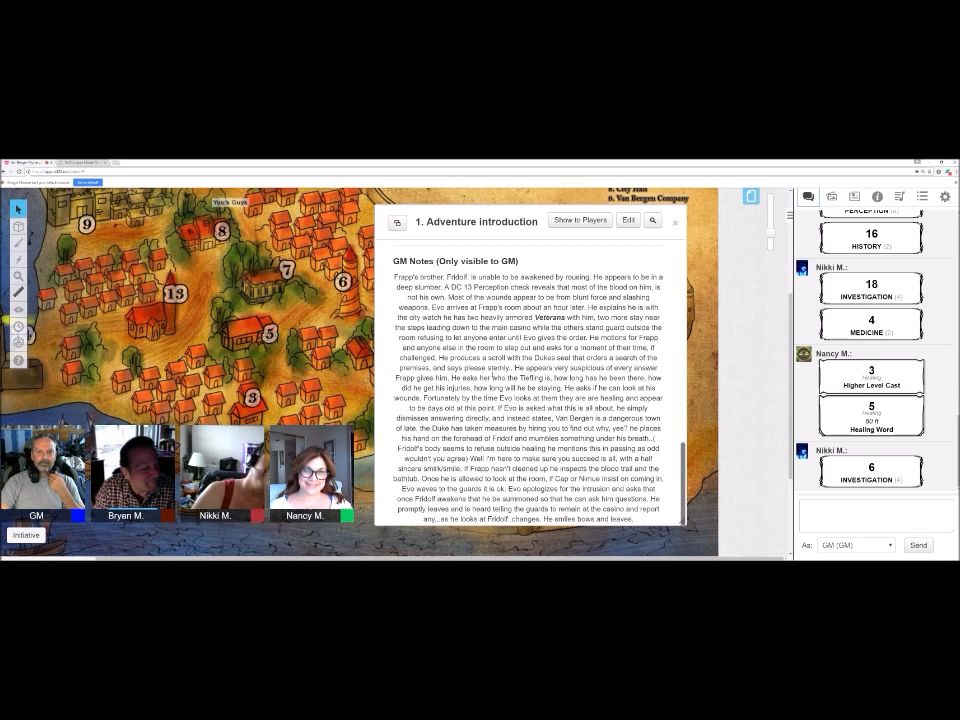 8. City Hall
9. Van Bergen Company
You's Guys
9
8
7
6
13
5
3
1. Adventure introduction
Show to Players
Edit
GM Notes (Only visible to GM)
Frapp's brother, Fridolf, is unable to be awakened by rousing. He appears to be in a
deep slumber. A DC 13 Perception check reveals that most of the blood on him, is
not his own. Most of the wounds appear to be from blunt force and slashing
weapons. Evo arrives at Frapp's room about an hour later. He explains he is with
the city watch he has two heavily armored Veterans with him, two more stay near
the steps leading down to the main casino while the others stand guard outside the
room refusing to let anyone enter until Evo gives the order. He motions for Frapp
and anyone else in the room to step out and asks for a moment of their time, if
challenged. He produces a scroll with the Dukes seal that orders a search of the
premises, and says please sternly.. He appears very suspicious of every answer
Frapp gives him. He asks her who the Tiefling is, how long has he been there, how
did he get his injuries, how long will he be staying. He asks if he can look at his
wounds. Fortunately by the time Evo looks at them they are are healing and appear
to be days old at this point. If Evo is asked what this is all about, he simply
dismisses answering directly, and instead states, Van Bergen is a dangerous town
of late. the Duke has taken measures by hiring you to find out why, yes? he places
his hand on the forehead of Fridolf and mumbles something under his breath..(
Fridolf's body seems to refuse outside healing he mentions this in passing as odd
wouldn't you agree) Well I'm here to make sure you succeed is all, with a half
sincere smirk/smile. If Frapp hasn't cleaned up he inspects the blood trail and the
bathtub. Once he is allowed to look at the room, if Cap or Nimue insist on coming in,
Evo waves to the guards it is ok. Evo apologizes for the intrusion and asks that
once Fridolf awakens that he be summoned so that he can ask him questions. He
promptly leaves and is heard telling the guards to remain at the casino and report
any...as he looks at Fridolf..changes. He smiles bows and leaves.
GM
Bryan M.
Nikki M.
Nancy M.
Initiative
PERCEPTION (6)
16
HISTORY (2)
Nikki M.:
18
INVESTIGATION (4)
4
MEDICINE (2)
Nancy M.:
3
Healing
Higher Level Cast
5
Healing
60 ft
Healing Word
Nikki M.:
6
INVESTIGATION (4)
As:
GM (GM)
Send